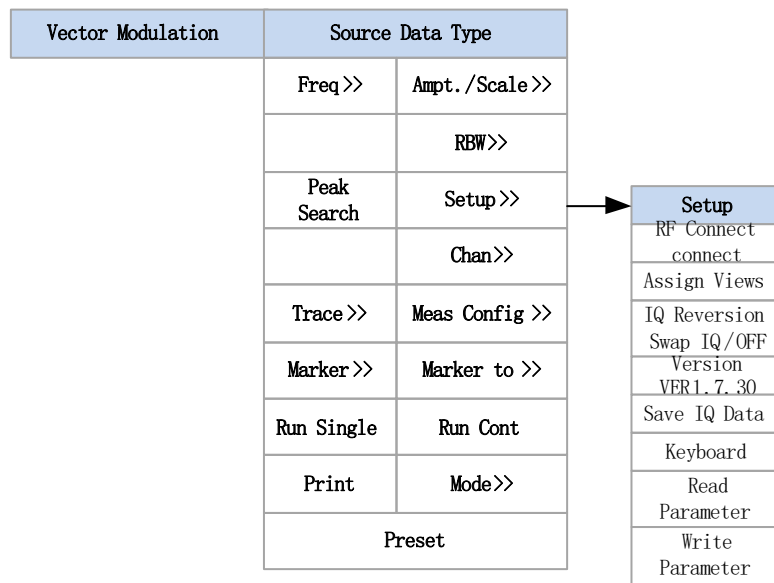 Vector Modulation Source Data Type
Freq>> Ampt./Scale>>
RBW>>
Peak
Search
Setup>>
Chan>>
Trace>> Meas Config >>
Marker>> Marker to >>
Run Single Run Cont
Print Mode>>
Preset
Setup
RF Connect
connect
Assign Views
IQ Reversion
Swap IQ/OFF
Version
VER1.7.30
Save IQ Data
Keyboard
Read
Parameter
Write
Parameter